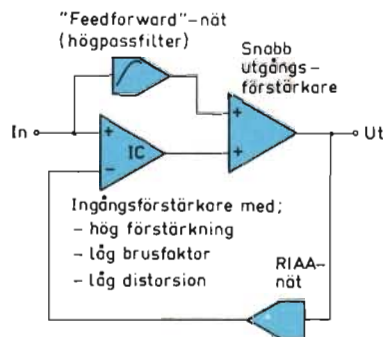 "Feedforward"-nät
(högpassfilter)
Snabb
utgångs-
förstärkare
In
+
-
IC
+
+
Ut
Ingångsförstärkare med;
- hög förstärkning
- låg brusfaktor
- låg distorsion
RIAA-
nät